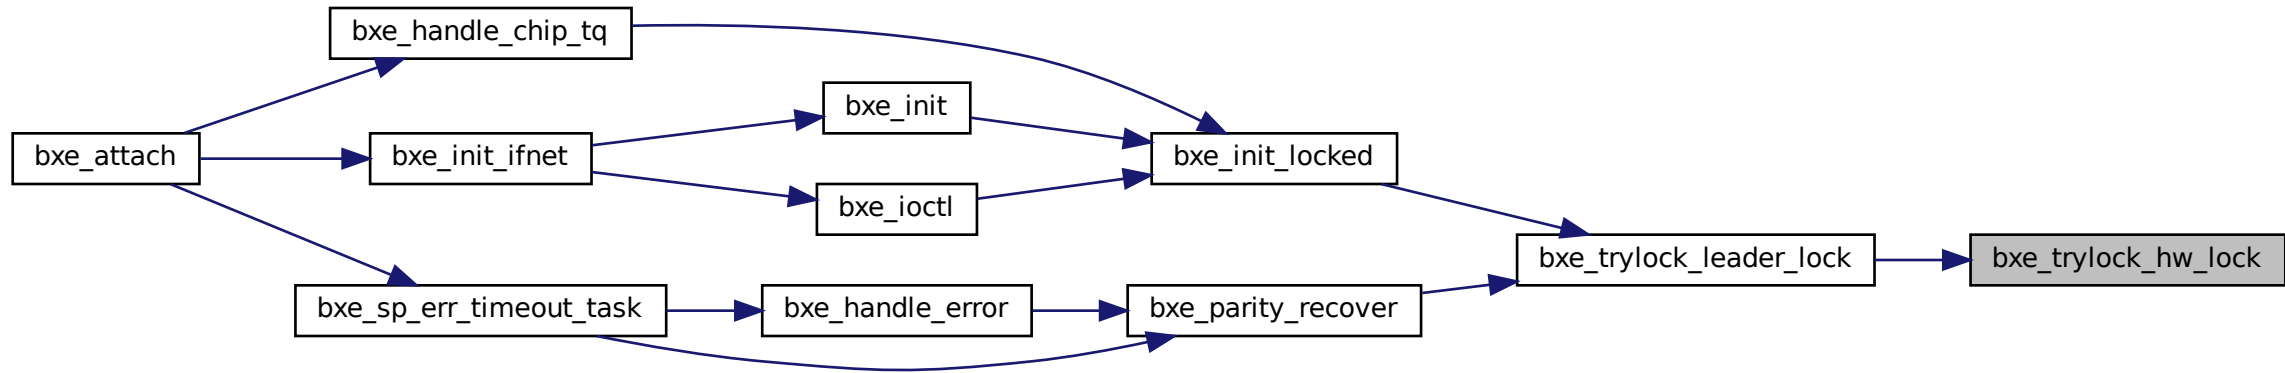 bxe_handle_chip_tq
bxe_init
bxe_attach
bxe_init_ifnet
bxe_init_locked
bxe_ioctl
bxe_trylock_leader_lock
bxe_trylock_hw_lock
bxe_sp_err_timeout_task
bxe_handle_error
bxe_parity_recover